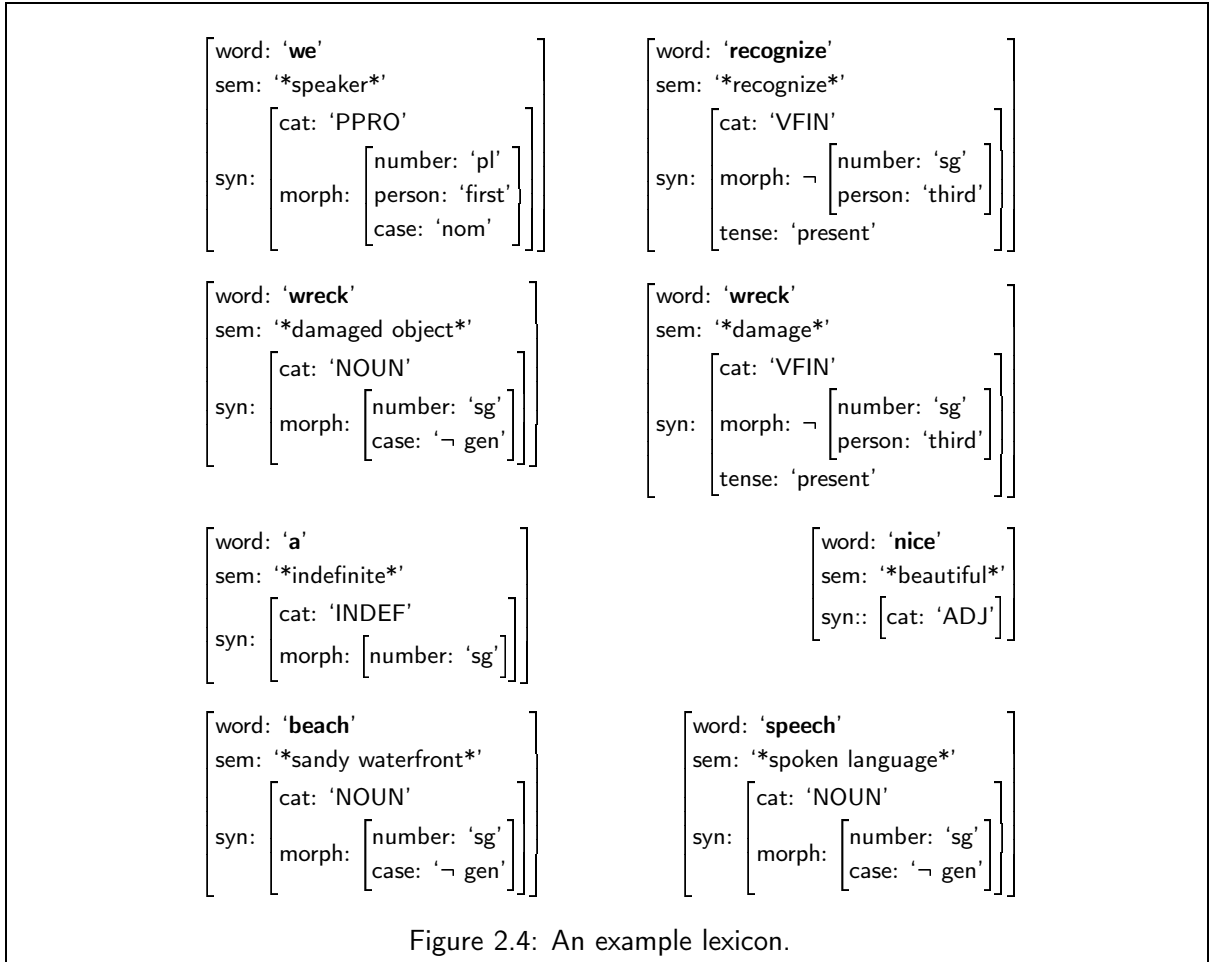 word: ‘we’
sem: ‘*speaker*’
syn:
cat: ‘PPRO’
morph:
number: ‘pl’
person: ‘first’
case: ‘nom’
word: ‘recognize’
sem: ‘*recognize*’
syn:
cat: ‘VFIN’
morph: ¬
number: ‘sg’
person: ‘third’
tense: ‘present’
word: ‘wreck’
sem: ‘*damaged object*’
syn:
cat: ‘NOUN’
morph:
number: ‘sg’
case: ‘¬ gen’
word: ‘wreck’
sem: ‘*damage*’
syn:
cat: ‘VFIN’
morph: ¬
number: ‘sg’
person: ‘third’
tense: ‘present’
word: ‘a’
sem: ‘*indefinite*’
syn:
cat: ‘INDEF’
morph: [number: ‘sg’]
word: ‘nice’
sem: ‘*beautiful*’
syn:: [cat: ‘ADJ’]
word: ‘beach’
sem: ‘*sandy waterfront*’
syn:
cat: ‘NOUN’
morph:
number: ‘sg’
case: ‘¬ gen’
word: ‘speech’
sem: ‘*spoken language*’
syn:
cat: ‘NOUN’
morph:
number: ‘sg’
case: ‘¬ gen’
Figure 2.4: An example lexicon.